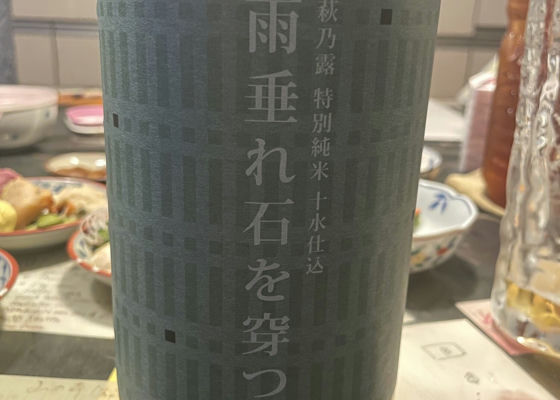 雨垂れ石を穿つ
萩乃露 特別純米 十水仕込